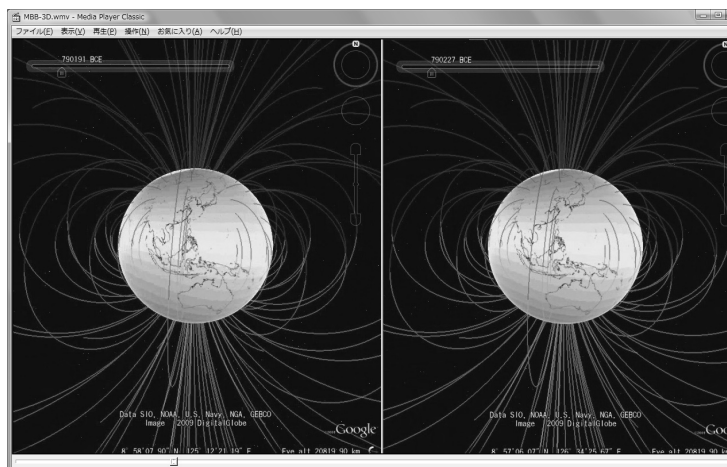 MBB-3D.wmv - Media Player Classic
ファイル(F) 表示(V) 再生(P) 操作(N) お気に入り(A) ヘルプ(H)
790191 BCE
N
Data SIO, NOAA, U.S. Navy, NGA, GEBCO
Image 2009 DigitalGlobe
Google
8° 58'07.90" N 125° 12'21.19" E Eye alt 20819.90 km
790227 BCE
N
Data SIO, NOAA, U.S. Navy, NGA, GEBCO
Image 2009 DigitalGlobe
Google
8° 57'06.07" N 126° 34'25.67" E Eye alt 20819.90 km